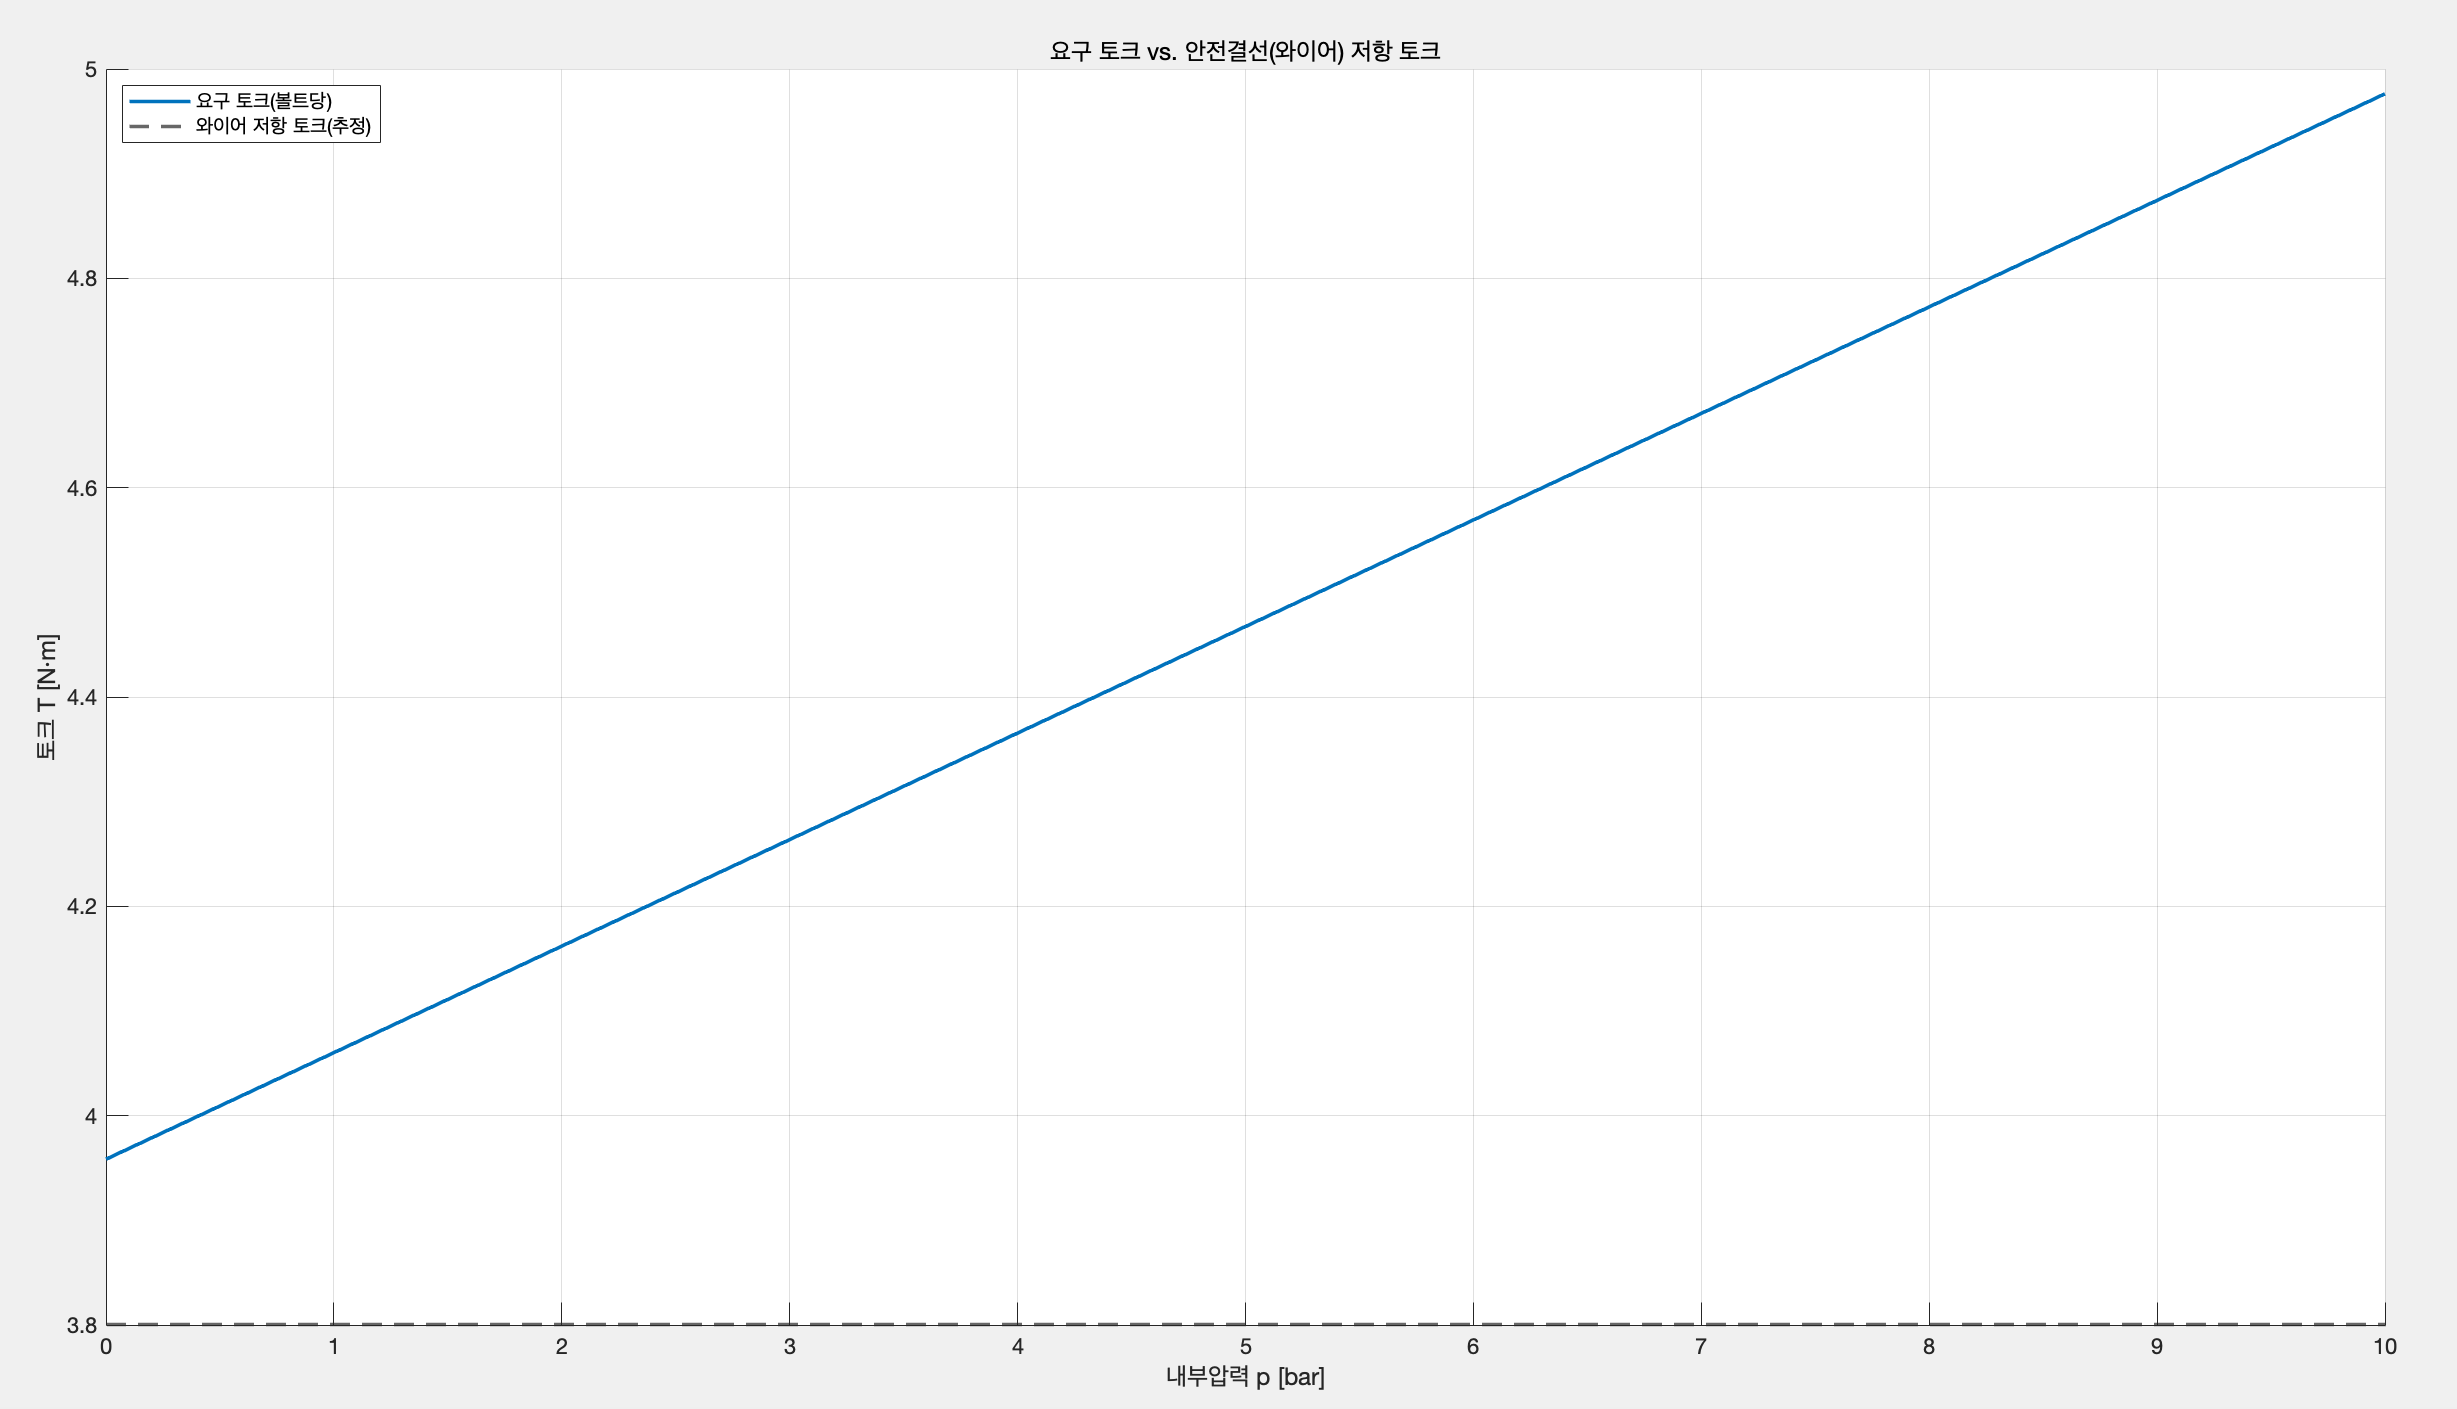 요구 토크 vs. 안전결선(와이어) 저항 토크
요구 토크(볼트당)
와이어 저항 토크(추정)
토크 T [N·m]
5
4.8
4.6
4.4
4.2
4
3.8
0 1 2 3 4 5 6 7 8 9 10
내부압력 p [bar]